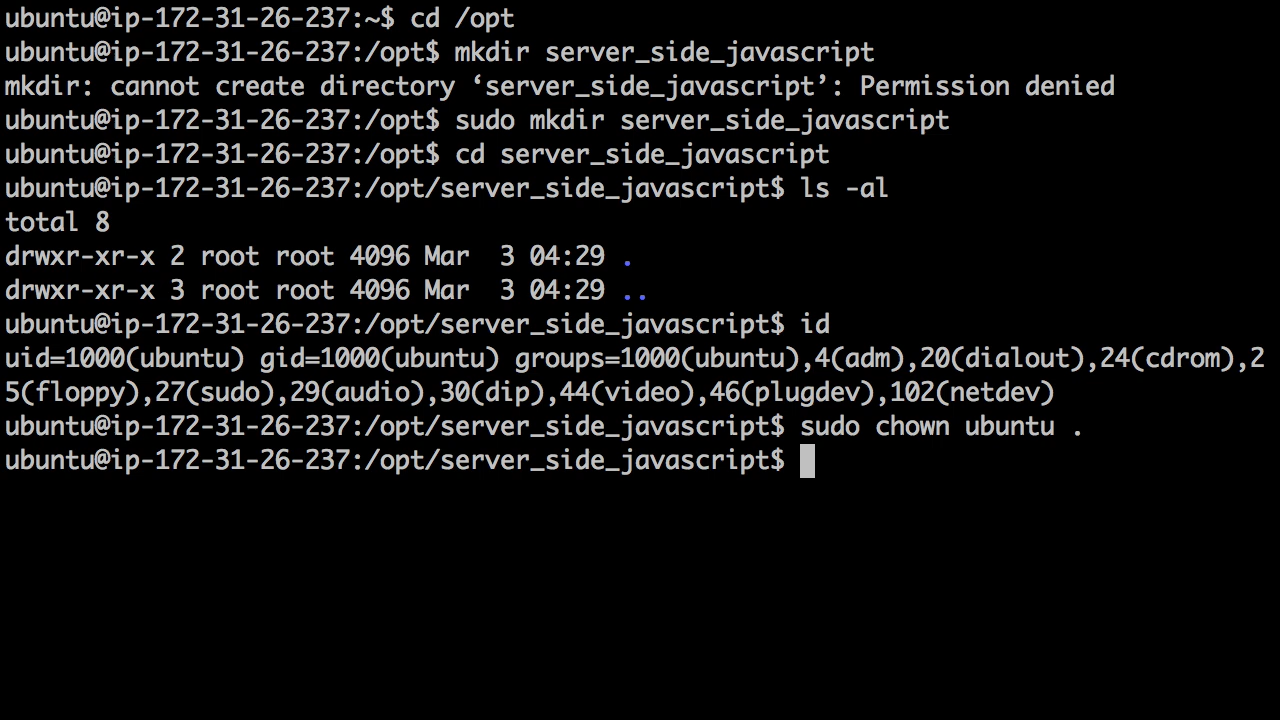 ubuntu@ip-172-31-26-237:~$ cd /opt
ubuntu@ip-172-31-26-237:/opt$ mkdir server_side_javascript
mkdir: cannot create directory ‘server_side_javascript’: Permission denied
ubuntu@ip-172-31-26-237:/opt$ sudo mkdir server_side_javascript
ubuntu@ip-172-31-26-237:/opt$ cd server_side_javascript
ubuntu@ip-172-31-26-237:/opt/server_side_javascript$ ls -al
total 8
drwxr-xr-x 2 root root 4096 Mar  3 04:29 .
drwxr-xr-x 3 root root 4096 Mar  3 04:29 ..
ubuntu@ip-172-31-26-237:/opt/server_side_javascript$ id
uid=1000(ubuntu) gid=1000(ubuntu) groups=1000(ubuntu),4(adm),20(dialout),24(cdrom),2
5(floppy),27(sudo),29(audio),30(dip),44(video),46(plugdev),102(netdev)
ubuntu@ip-172-31-26-237:/opt/server_side_javascript$ sudo chown ubuntu .
ubuntu@ip-172-31-26-237:/opt/server_side_javascript$